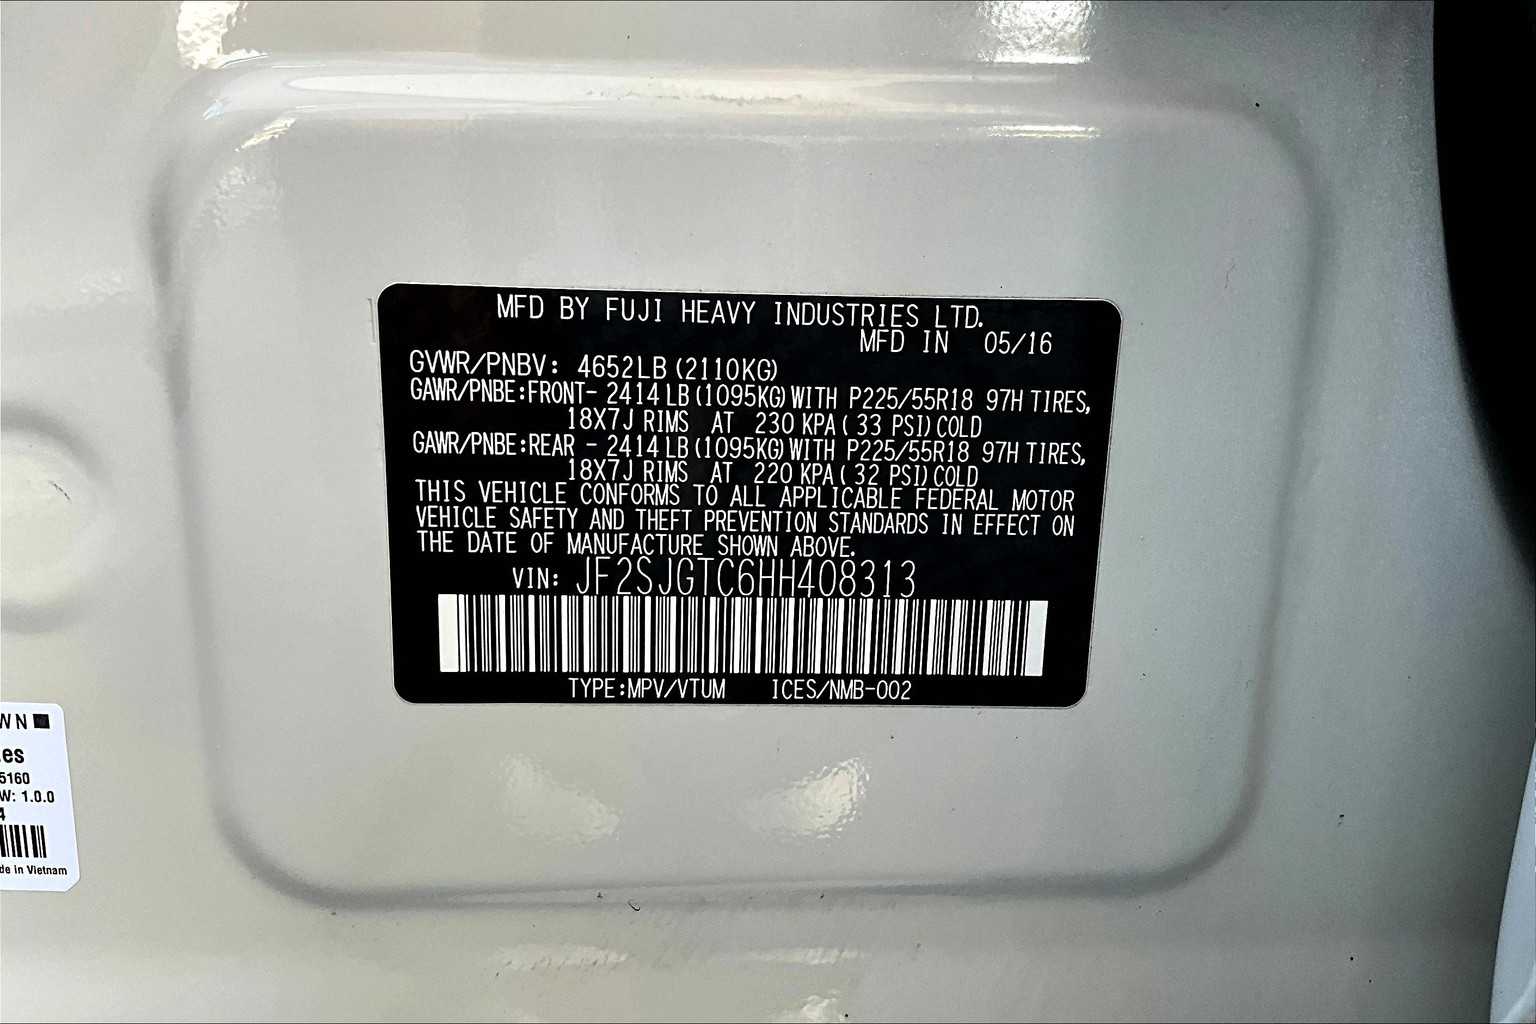 MFD BY FUJI HEAVY INDUSTRIES LTD.
MFD IN 05/16
GVWR/PNBV: 4652LB (2110KG)
GAWR/PNBE:FRONT- 2414LB (1095KG) WITH P225/55R18 97H TIRES,
18X7J RIMS AT 230 KPA ( 33 PSI) COLD
GAWR/PNBE:REAR - 2414LB (1095KG) WITH P225/55R18 97H TIRES,
18X7J RIMS AT 220 KPA ( 32 PSI) COLD
THIS VEHICLE CONFORMS TO ALL APPLICABLE FEDERAL MOTOR
VEHICLE SAFETY AND THEFT PREVENTION STANDARDS IN EFFECT ON
THE DATE OF MANUFACTURE SHOWN ABOVE.
VIN: JF2SJGTC6HH408313
TYPE:MPV/VTUM ICES/NMB-002
WN
es
5160
W: 1.0.0
4
de in Vietnam